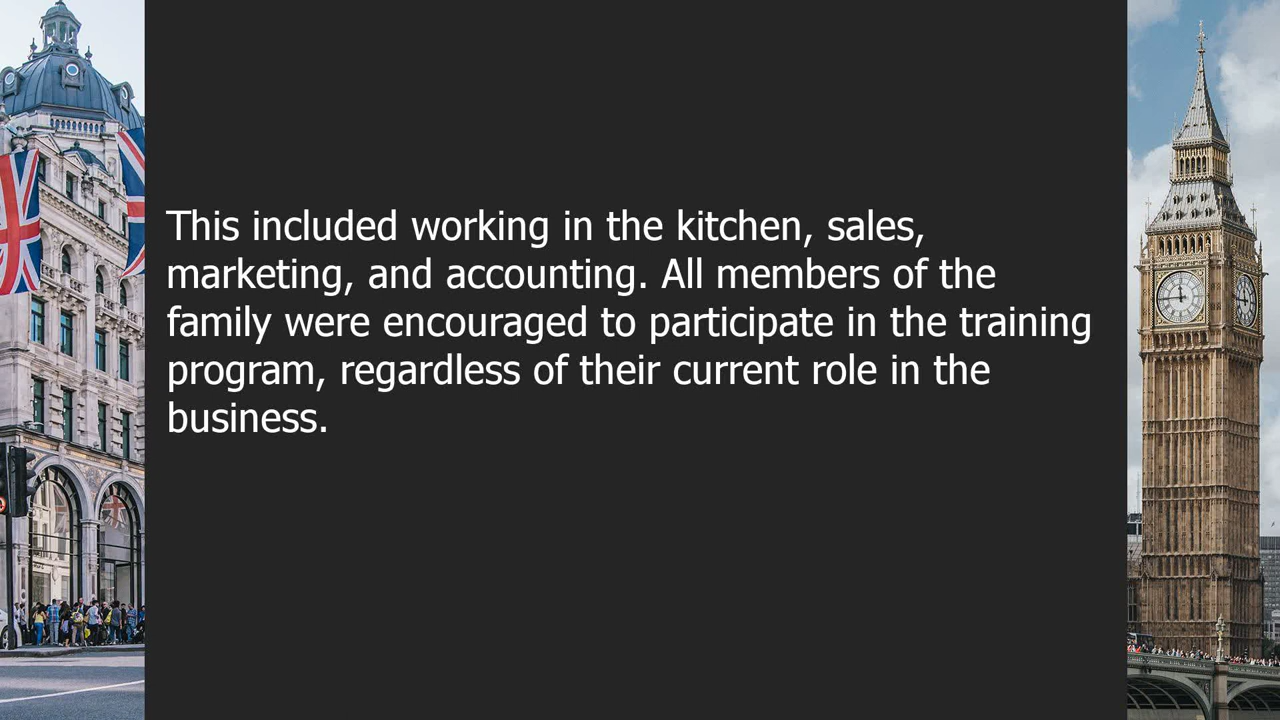 This included working in the kitchen, sales,
marketing, and accounting. All members of the
family were encouraged to participate in the training
program, regardless of their current role in the
business.